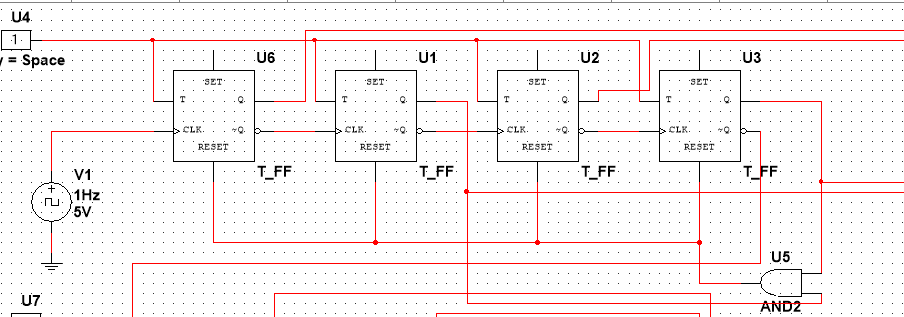 U4
1
y = Space
U6
U1
U2
U3
SET
SET
SET
SET
T
Q
T
Q
T
Q
T
Q
CLK
~Q
CLK
~Q
CLK
~Q
CLK
~Q
RESET
RESET
RESET
RESET
T_FF
T_FF
T_FF
T_FF
V1
1Hz
5V
U5
AND2
U7